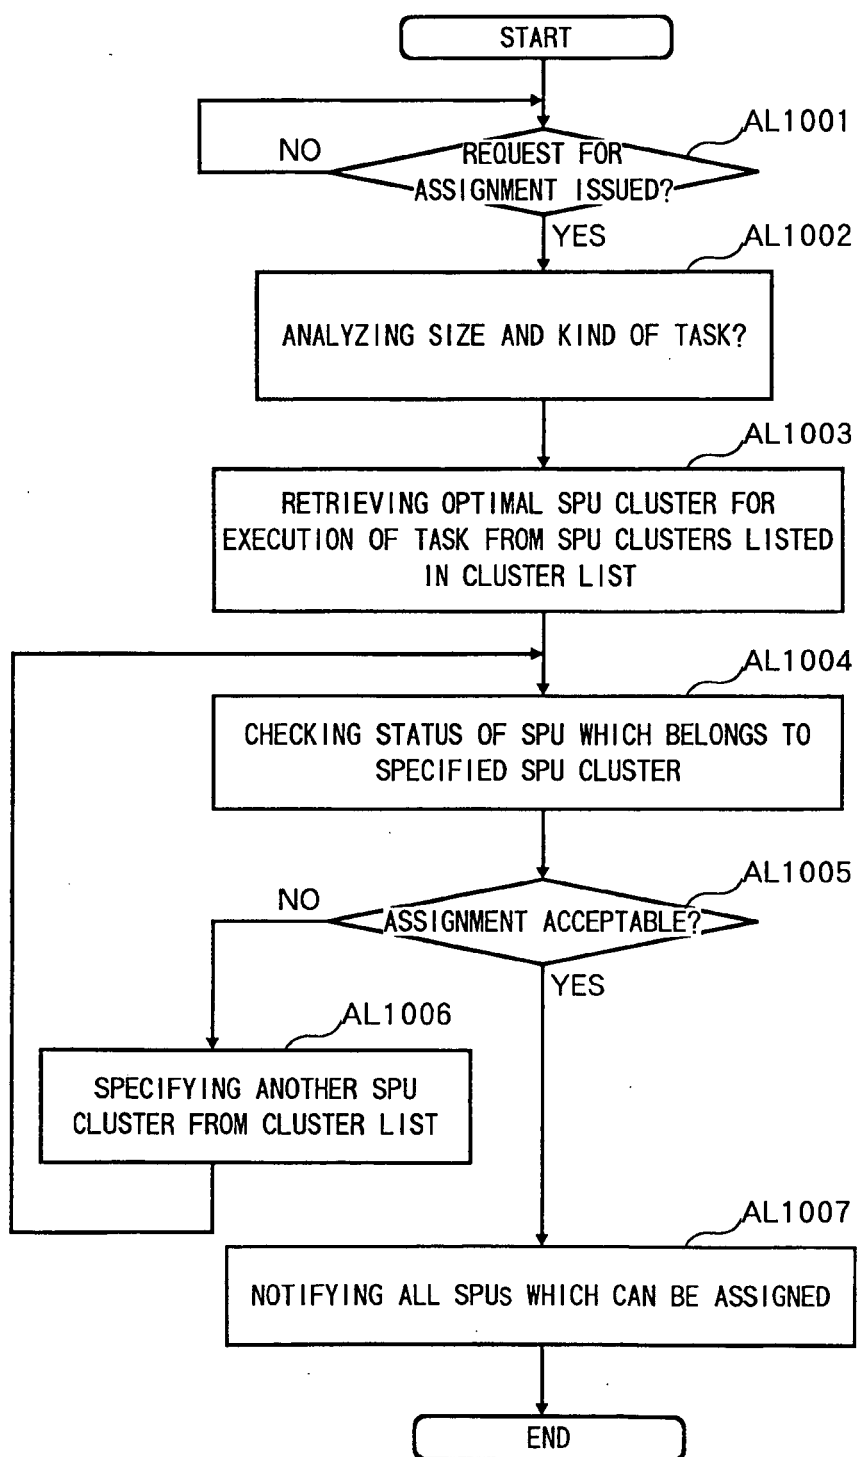 START
AL1001
NO
REQUEST FOR
ASSIGNMENT ISSUED?
YES
AL1002
ANALYZING SIZE AND KIND OF TASK?
AL1003
RETRIEVING OPTIMAL SPU CLUSTER FOR
EXECUTION OF TASK FROM SPU CLUSTERS LISTED
IN CLUSTER LIST
AL1004
CHECKING STATUS OF SPU WHICH BELONGS TO
SPECIFIED SPU CLUSTER
AL1005
NO
ASSIGNMENT ACCEPTABLE?
YES
AL1006
SPECIFYING ANOTHER SPU
CLUSTER FROM CLUSTER LIST
AL1007
NOTIFYING ALL SPUs WHICH CAN BE ASSIGNED
END